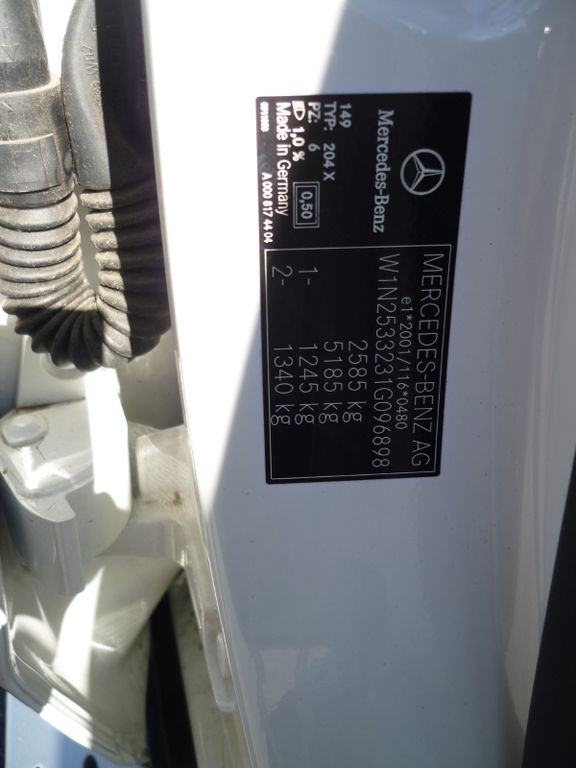 Mercedes-Benz
149
TYP: 204 X
PZ: 6 0,50
1,0 %
Made in Germany
A 000 817 44 04
MERCEDES-BENZ AG
e1*2001/116*0480
W1N2533231G096898
2585 kg
5185 kg
1- 1245 kg
2- 1340 kg